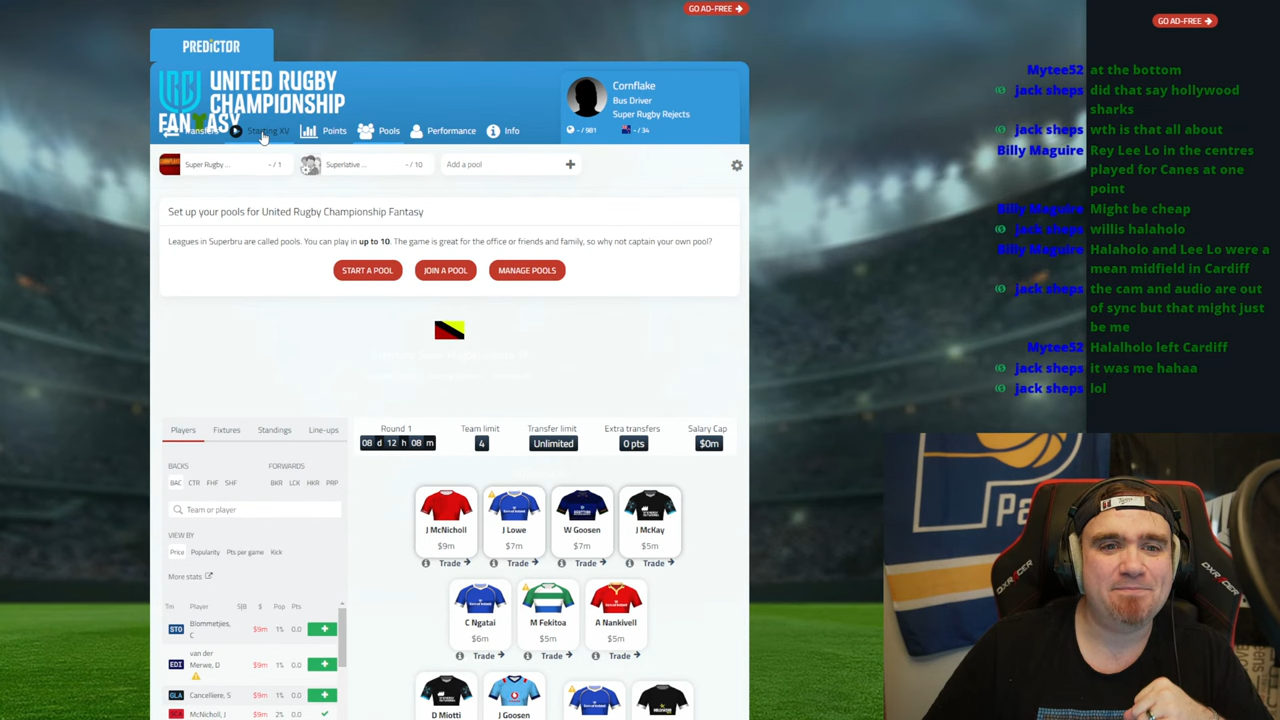 GO AD-FREE
PREDICTOR
UNITED RUGBY
CHAMPIONSHIP
FANTASY
Transfers
Starting XV
Points
Pools
Performance
Info
Cornflake
Bus Driver
Super Rugby Rejects
- / 981
- / 34
Super Rugby ...
- / 1
Superlative ...
- / 10
Add a pool
Set up your pools for United Rugby Championship Fantasy
Leagues in Superbru are called pools. You can play in up to 10. The game is great for the office or friends and family, so why not captain your own pool?
START A POOL
JOIN A POOL
MANAGE POOLS
Players
Fixtures
Standings
Line-ups
Round 1
Team limit
Transfer limit
Extra transfers
Salary Cap
08 d 12 h 08 m
4
Unlimited
0 pts
$0m
BACKS
FORWARDS
BAC CTR FHF SHF
BKR LCK HKR PRP
Team or player
VIEW BY
Price Popularity Pts per game Kick
More stats
Tm Player S|B $ Pop Pts
STO Blommetjies, C $9m 1% 0.0
EDI van der Merwe, D $9m 1% 0.0
GLA Cancelliere, S $9m 1% 0.0
SCA McNicholl, J $9m 2% 0.0
J McNicholl
$9m
Trade
J Lowe
$7m
Trade
W Goosen
$7m
Trade
J McKay
$5m
Trade
C Ngatai
$6m
Trade
M Fekitoa
$5m
Trade
A Nankivell
$5m
Trade
D Miotti
J Goosen
GO AD-FREE
Mytee52 at the bottom
jack sheps did that say hollywood
sharks
jack sheps wth is that all about
Billy Maguire Rey Lee Lo in the centres
played for Canes at one
point
Billy Maguire Might be cheap
jack sheps willis halaholo
Billy Maguire Halaholo and Lee Lo were a
mean midfield in Cardiff
jack sheps the cam and audio are out
of sync but that might just
be me
Mytee52 Halalholo left Cardiff
jack sheps it was me hahaa
jack sheps lol
Pa
DXRACER
DXRACER